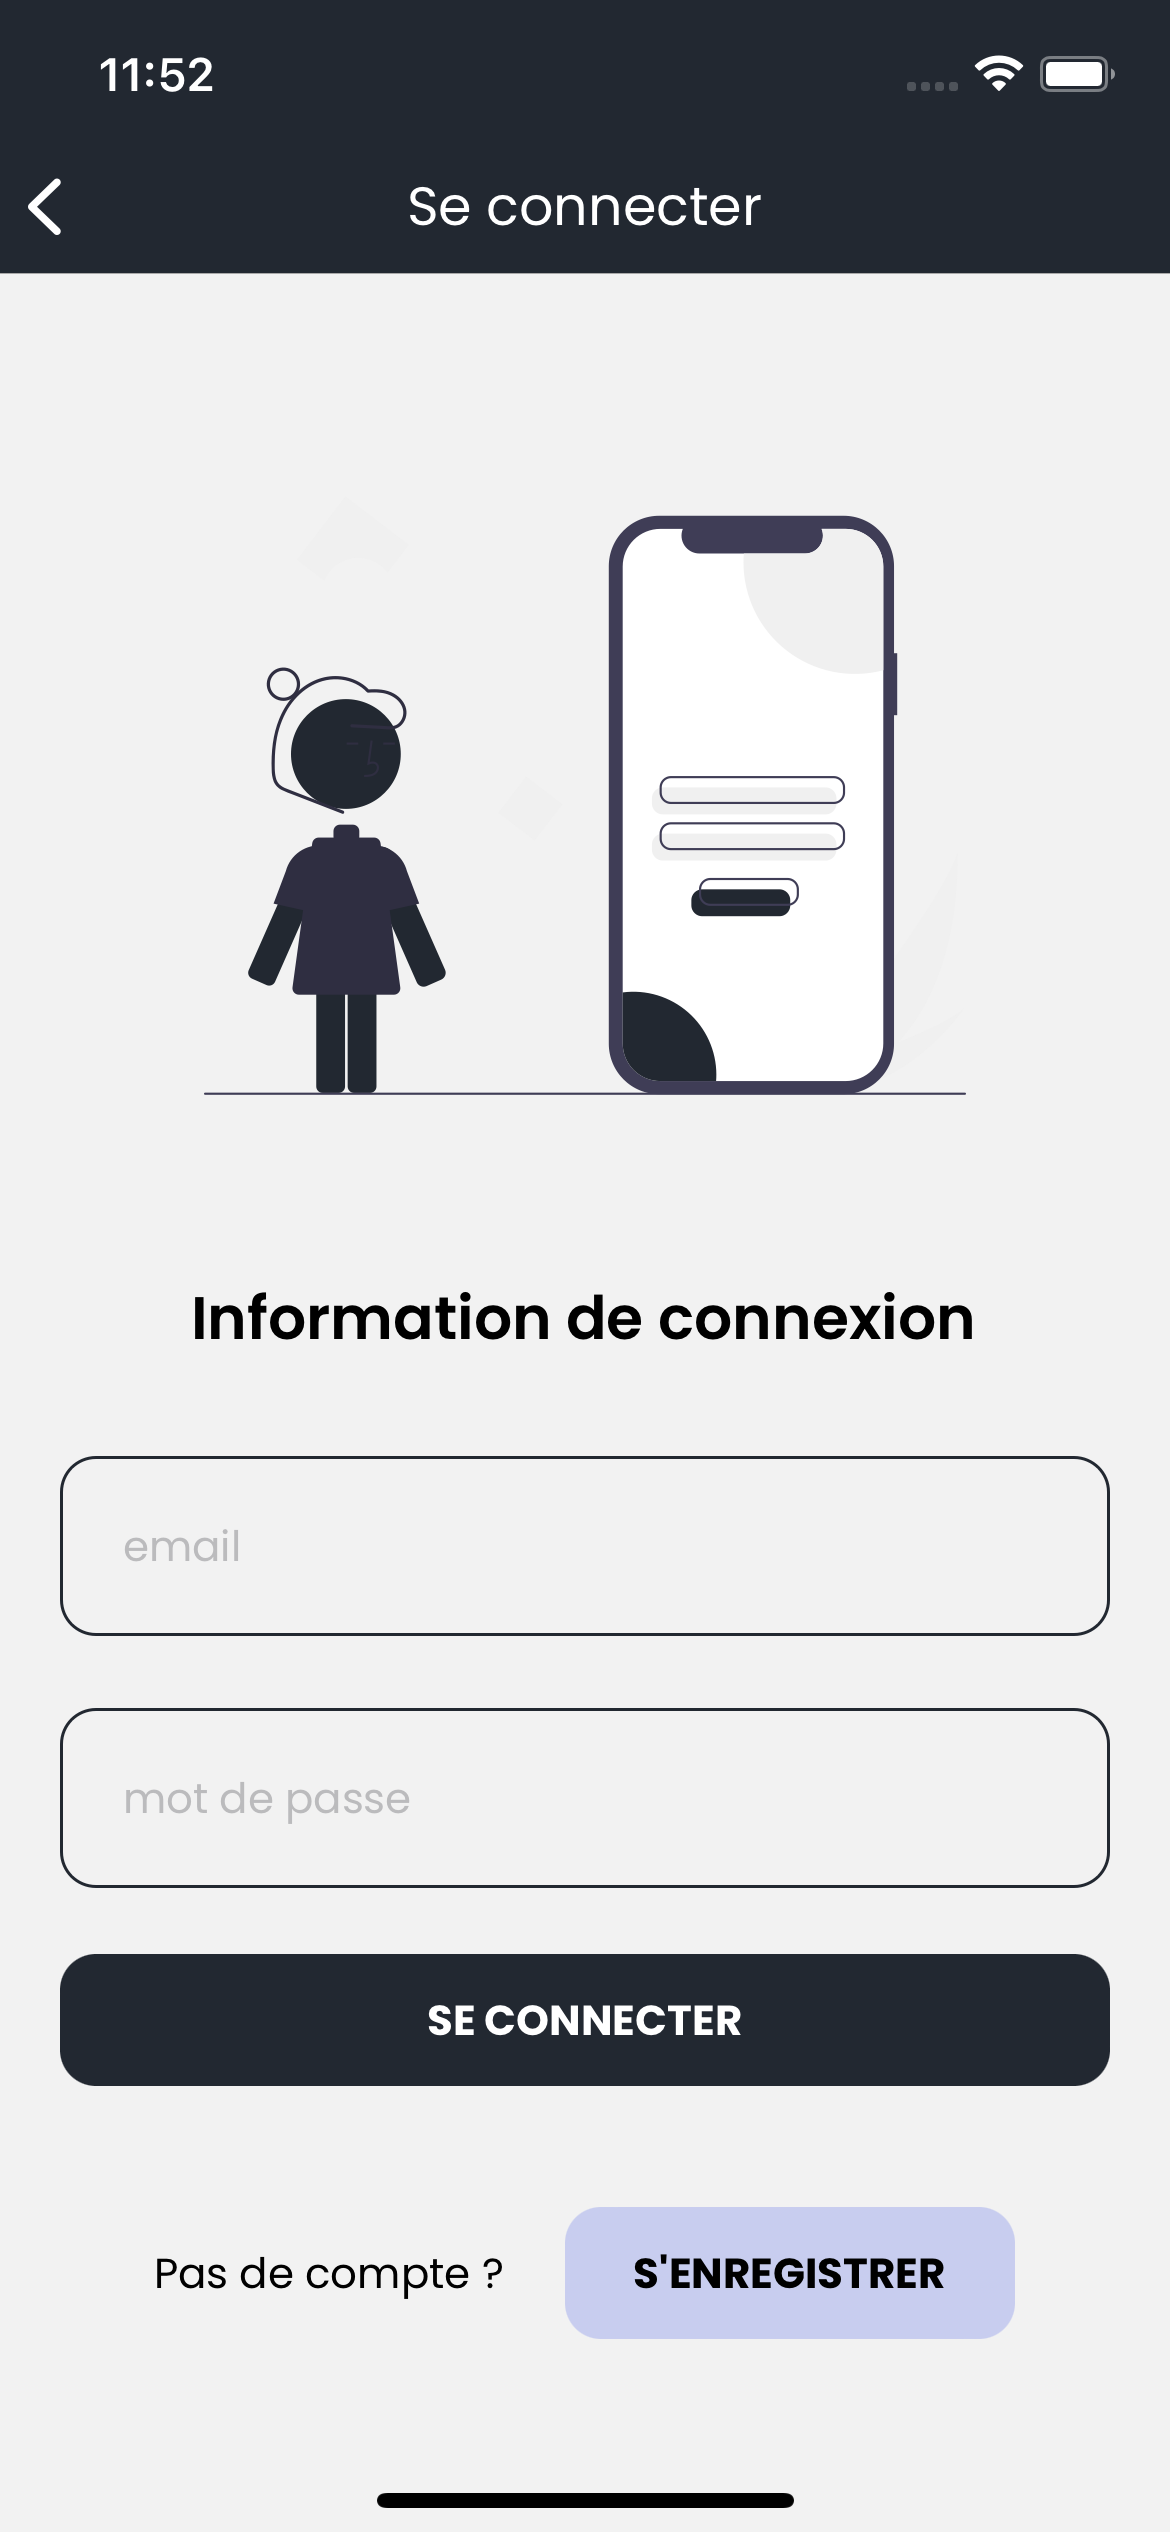 11:52
Se connecter
Information de connexion
email
mot de passe
SE CONNECTER
Pas de compte ?
S'ENREGISTRER